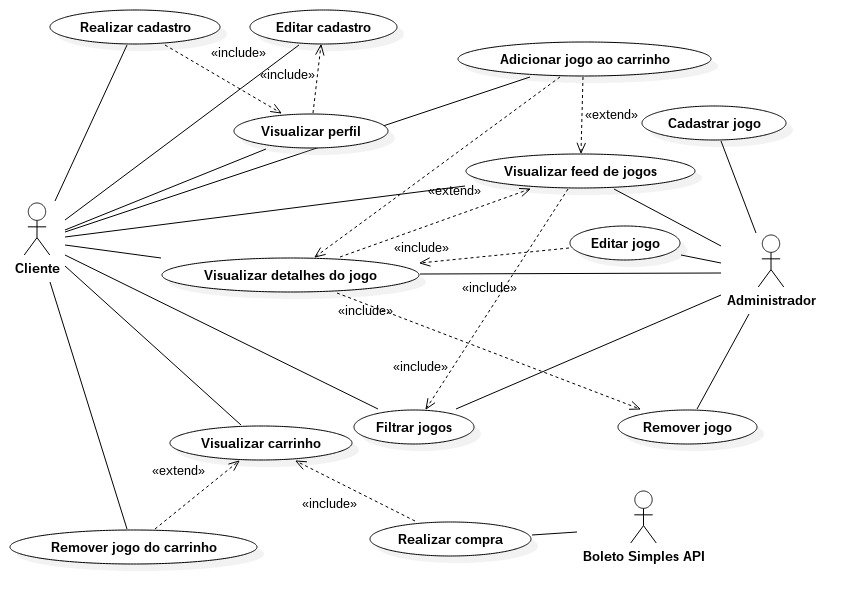 Realizar cadastro
Editar cadastro
«include»
«include»
Adicionar jogo ao carrinho
«extend»
Cadastrar jogo
Visualizar perfil
Visualizar feed de jogos
«extend»
«include»
Editar jogo
Cliente
Visualizar detalhes do jogo
«include»
Administrador
«include»
«include»
Visualizar carrinho
Filtrar jogos
Remover jogo
«extend»
«include»
Remover jogo do carrinho
Realizar compra
Boleto Simples API